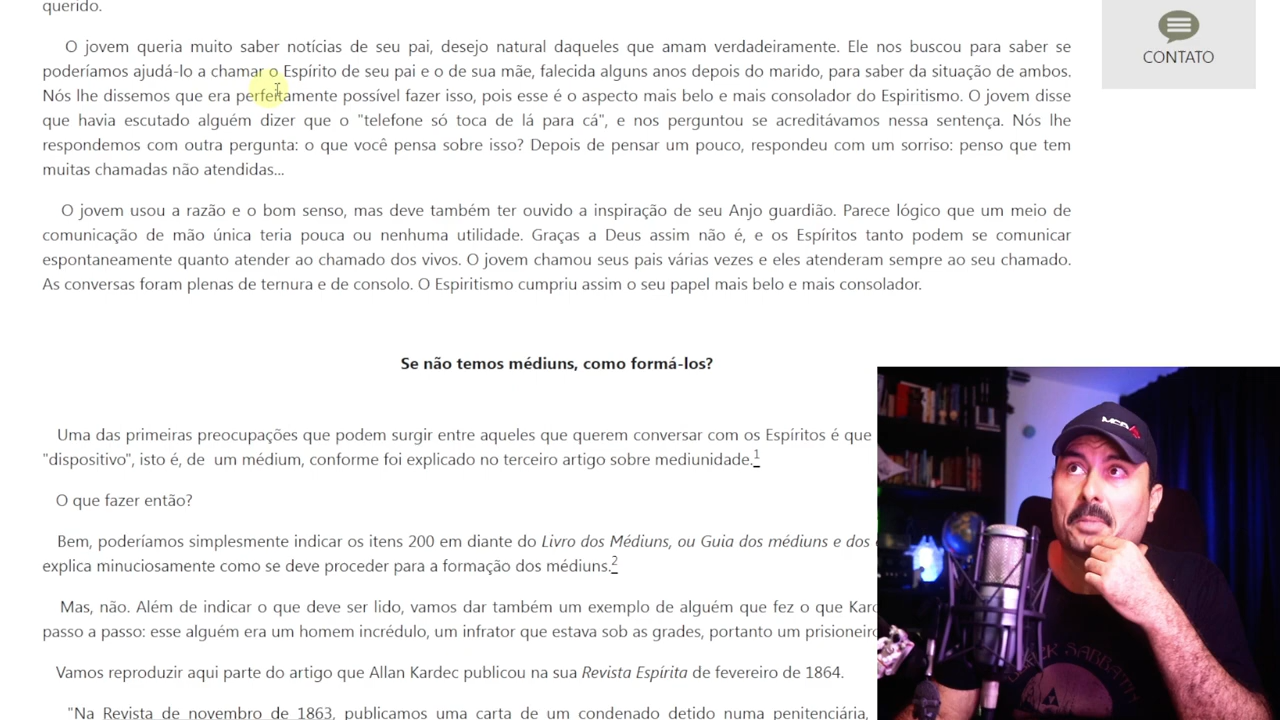 querido.
O jovem queria muito saber notícias de seu pai, desejo natural daqueles que amam verdadeiramente. Ele nos buscou para saber se
poderíamos ajudá-lo a chamar o Espírito de seu pai e o de sua mãe, falecida alguns anos depois do marido, para saber da situação de ambos.
Nós lhe dissemos que era perfeitamente possível fazer isso, pois esse é o aspecto mais belo e mais consolador do Espiritismo. O jovem disse
que havia escutado alguém dizer que o "telefone só toca de lá para cá", e nos perguntou se acreditávamos nessa sentença. Nós lhe
respondemos com outra pergunta: o que você pensa sobre isso? Depois de pensar um pouco, respondeu com um sorriso: penso que tem
muitas chamadas não atendidas...
O jovem usou a razão e o bom senso, mas deve também ter ouvido a inspiração de seu Anjo guardião. Parece lógico que um meio de
comunicação de mão única teria pouca ou nenhuma utilidade. Graças a Deus assim não é, e os Espíritos tanto podem se comunicar
espontaneamente quanto atender ao chamado dos vivos. O jovem chamou seus pais várias vezes e eles atenderam sempre ao seu chamado.
As conversas foram plenas de ternura e de consolo. O Espiritismo cumpriu assim o seu papel mais belo e mais consolador.
Se não temos médiuns, como formá-los?
Uma das primeiras preocupações que podem surgir entre aqueles que querem conversar com os Espíritos é que
"dispositivo", isto é, de um médium, conforme foi explicado no terceiro artigo sobre mediunidade.1
O que fazer então?
Bem, poderíamos simplesmente indicar os itens 200 em diante do Livro dos Médiuns, ou Guia dos médiuns e dos
explica minuciosamente como se deve proceder para a formação dos médiuns.2
Mas, não. Além de indicar o que deve ser lido, vamos dar também um exemplo de alguém que fez o que
passo a passo: esse alguém era um homem incrédulo, um infrator que estava sob as grades, portanto um prisioneiro
Vamos reproduzir aqui parte do artigo que Allan Kardec publicou na sua Revista Espírita de fevereiro de 1864.
"Na Revista de novembro de 1863, publicamos uma carta de um condenado detido numa penitenciária,
CONTATO
BLACK SABBATH